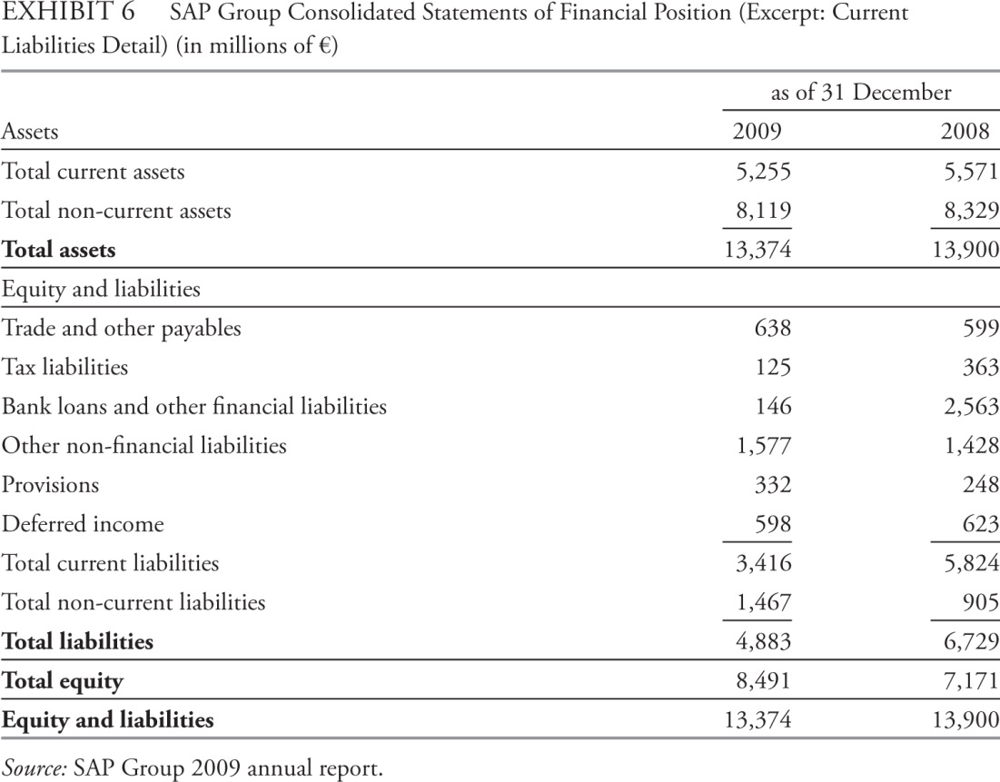 EXHIBIT 6 SAP Group Consolidated Statements of Financial Position (Excerpt: Current
Liabilities Detail) (in millions of €)
as of 31 December
Assets 2009 2008
Total current assets 5,255 5,571
Total non-current assets 8,119 8,329
Total assets 13,374 13,900
Equity and liabilities
Trade and other payables 638 599
Tax liabilities 125 363
Bank loans and other financial liabilities 146 2,563
Other non-financial liabilities 1,577 1,428
Provisions 332 248
Deferred income 598 623
Total current liabilities 3,416 5,824
Total non-current liabilities 1,467 905
Total liabilities 4,883 6,729
Total equity 8,491 7,171
Equity and liabilities 13,374 13,900
Source: SAP Group 2009 annual report.